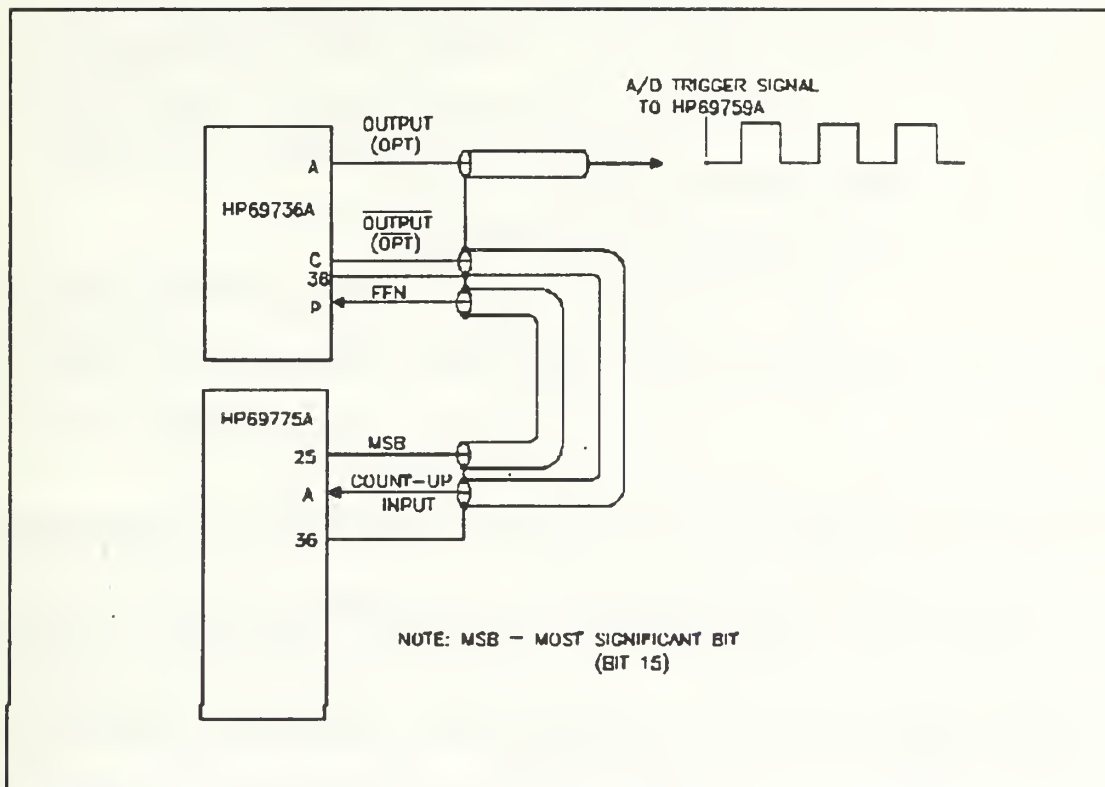 A/D TRIGGER SIGNAL
TO HP69759A
OUTPUT
(OPT)
A
HP69736A
OUTPUT
(OPT)
C
36
FFN
P
HP69775A
25
MSB
A
COUNT-UP
INPUT
36
NOTE: MSB - MOST SIGNIFICANT BIT
(BIT 15)